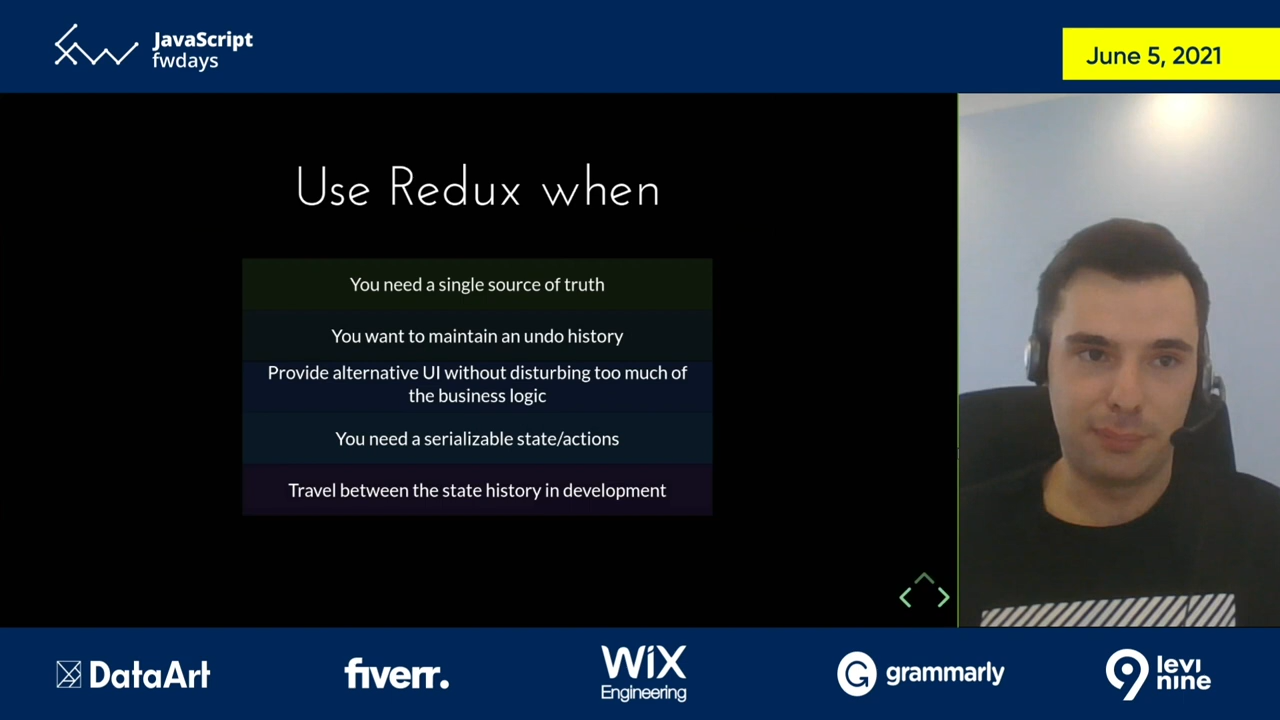 JavaScript
fwdays
June 5, 2021
Use Redux when
You need a single source of truth
You want to maintain an undo history
Provide alternative UI without disturbing too much of
the business logic
You need a serializable state/actions
Travel between the state history in development
DataArt
fiverr.
WiX
Engineering
grammarly
levi
nine